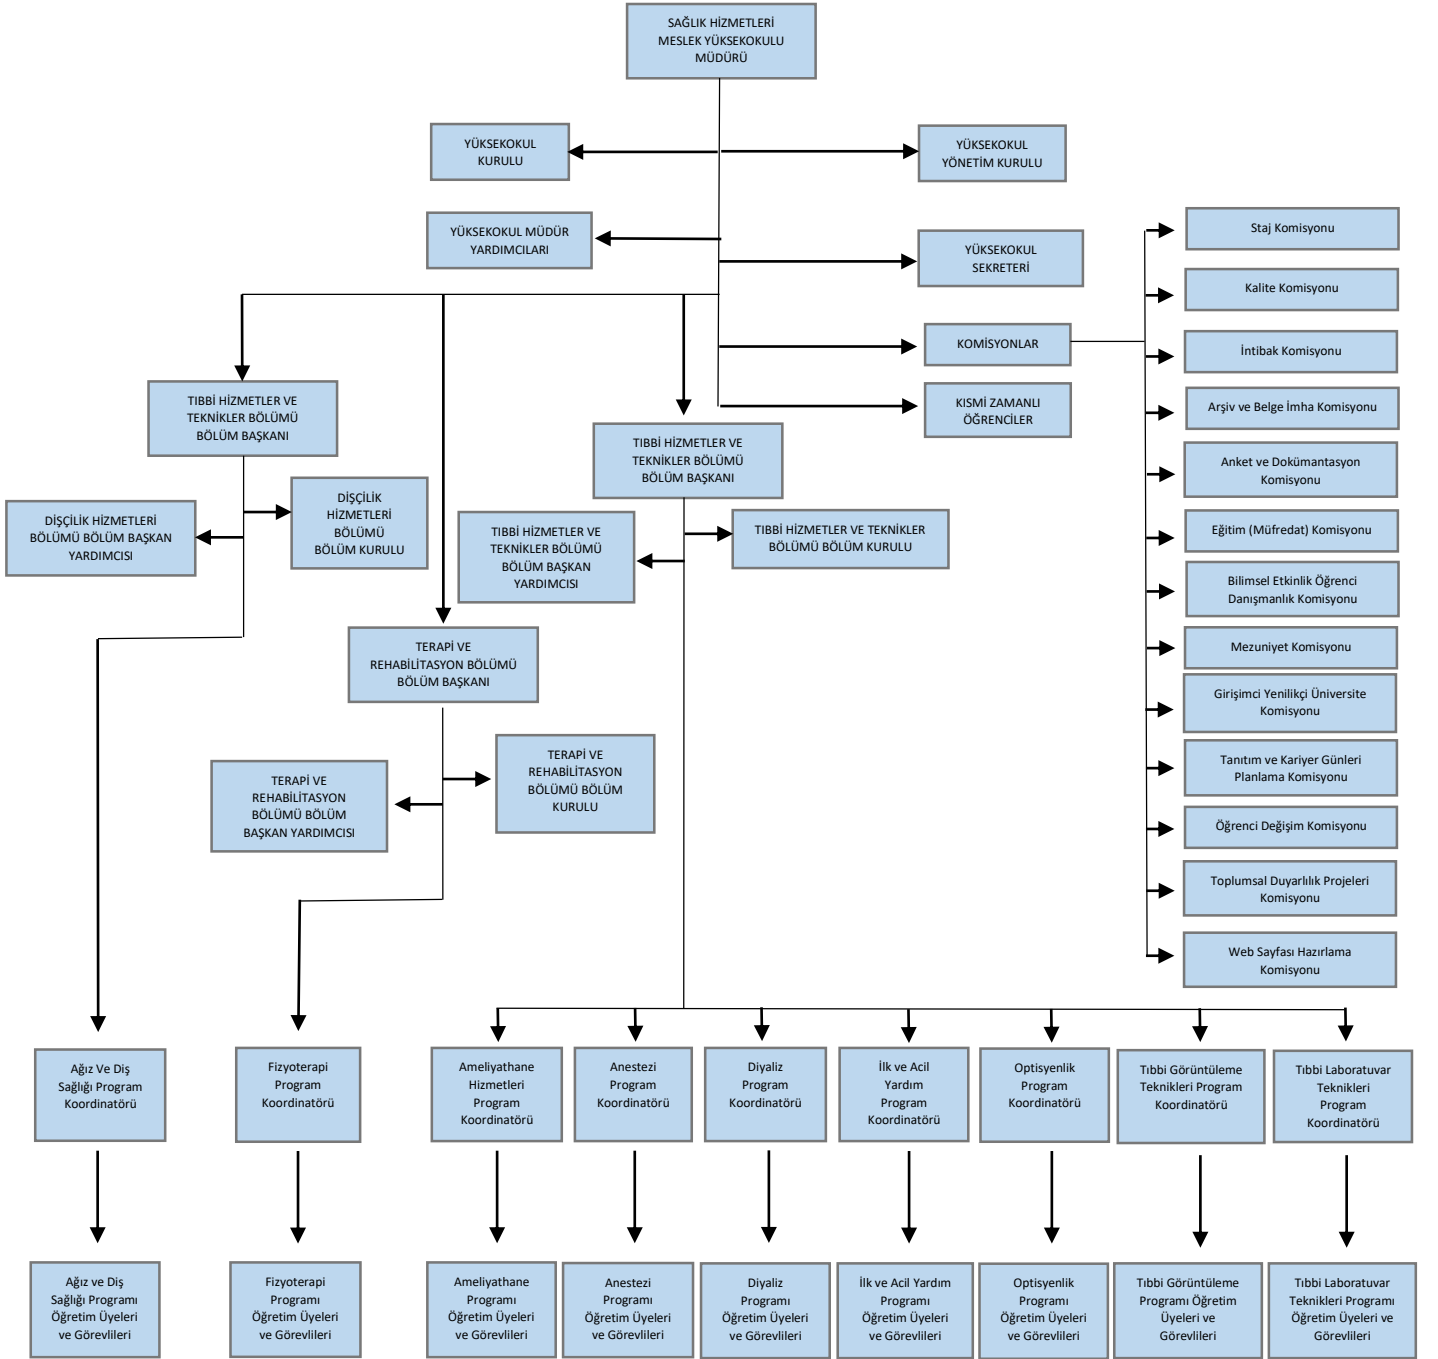 SAĞLIK HİZMETLERİ
MESLEK YÜKSEKOKULU
MÜDÜRÜ
YÜKSEKOKUL
KURULU
YÜKSEKOKUL
YÖNETİM KURULU
YÜKSEKOKUL MÜDÜR
YARDIMCILARI
YÜKSEKOKUL
SEKRETERİ
KOMİSYONLAR
KISMİ ZAMANLI
ÖĞRENCİLER
Staj Komisyonu
Kalite Komisyonu
İntibak Komisyonu
Arşiv ve Belge İmha Komisyonu
Anket ve Dokümantasyon
Komisyonu
Eğitim (Müfredat) Komisyonu
Bilimsel Etkinlik Öğrenci
Danışmanlık Komisyonu
Mezuniyet Komisyonu
Girişimci Yenilikçi Üniversite
Komisyonu
Tanıtım ve Kariyer Günleri
Planlama Komisyonu
Öğrenci Değişim Komisyonu
Toplumsal Duyarlılık Projeleri
Komisyonu
Web Sayfası Hazırlama
Komisyonu
TIBBİ HİZMETLER VE
TEKNİKLER BÖLÜMÜ
BÖLÜM BAŞKANI
DİŞÇİLİK HİZMETLERİ
BÖLÜMÜ BÖLÜM BAŞKAN
YARDIMCISI
DİŞÇİLİK
HİZMETLERİ
BÖLÜMÜ
BÖLÜM KURULU
TIBBİ HİZMETLER VE
TEKNİKLER BÖLÜMÜ
BÖLÜM BAŞKANI
TIBBİ HİZMETLER VE
TEKNİKLER BÖLÜMÜ
BÖLÜM BAŞKAN
YARDIMCISI
TIBBİ HİZMETLER VE TEKNİKLER
BÖLÜMÜ BÖLÜM KURULU
TERAPİ VE
REHABİLİTASYON BÖLÜMÜ
BÖLÜM BAŞKANI
TERAPİ VE
REHABİLİTASYON
BÖLÜMÜ BÖLÜM
BAŞKAN YARDIMCISI
TERAPİ VE
REHABİLİTASYON
BÖLÜMÜ BÖLÜM
KURULU
Ağız Ve Diş
Sağlığı Program
Koordinatörü
Fizyoterapi
Program
Koordinatörü
Ameliyathane
Hizmetleri
Program
Koordinatörü
Anestezi
Program
Koordinatörü
Diyaliz
Program
Koordinatörü
İlk ve Acil
Yardım
Program
Koordinatörü
Optisyenlik
Program
Koordinatörü
Tıbbi Görüntüleme
Teknikleri Program
Koordinatörü
Tıbbi Laboratuvar
Teknikleri
Program
Koordinatörü
Ağız ve Diş
Sağlığı Programı
Öğretim Üyeleri
ve Görevlileri
Fizyoterapi
Programı
Öğretim Üyeleri
ve Görevlileri
Ameliyathane
Programı
Öğretim Üyeleri
ve Görevlileri
Anestezi
Programı
Öğretim Üyeleri
ve Görevlileri
Diyaliz
Programı
Öğretim Üyeleri
ve Görevlileri
İlk ve Acil Yardım
Programı
Öğretim Üyeleri
ve Görevlileri
Optisyenlik
Programı
Öğretim Üyeleri
ve Görevlileri
Tıbbi Görüntüleme
Programı Öğretim
Üyeleri ve
Görevlileri
Tıbbi Laboratuvar
Teknikleri Programı
Öğretim Üyeleri ve
Görevlileri